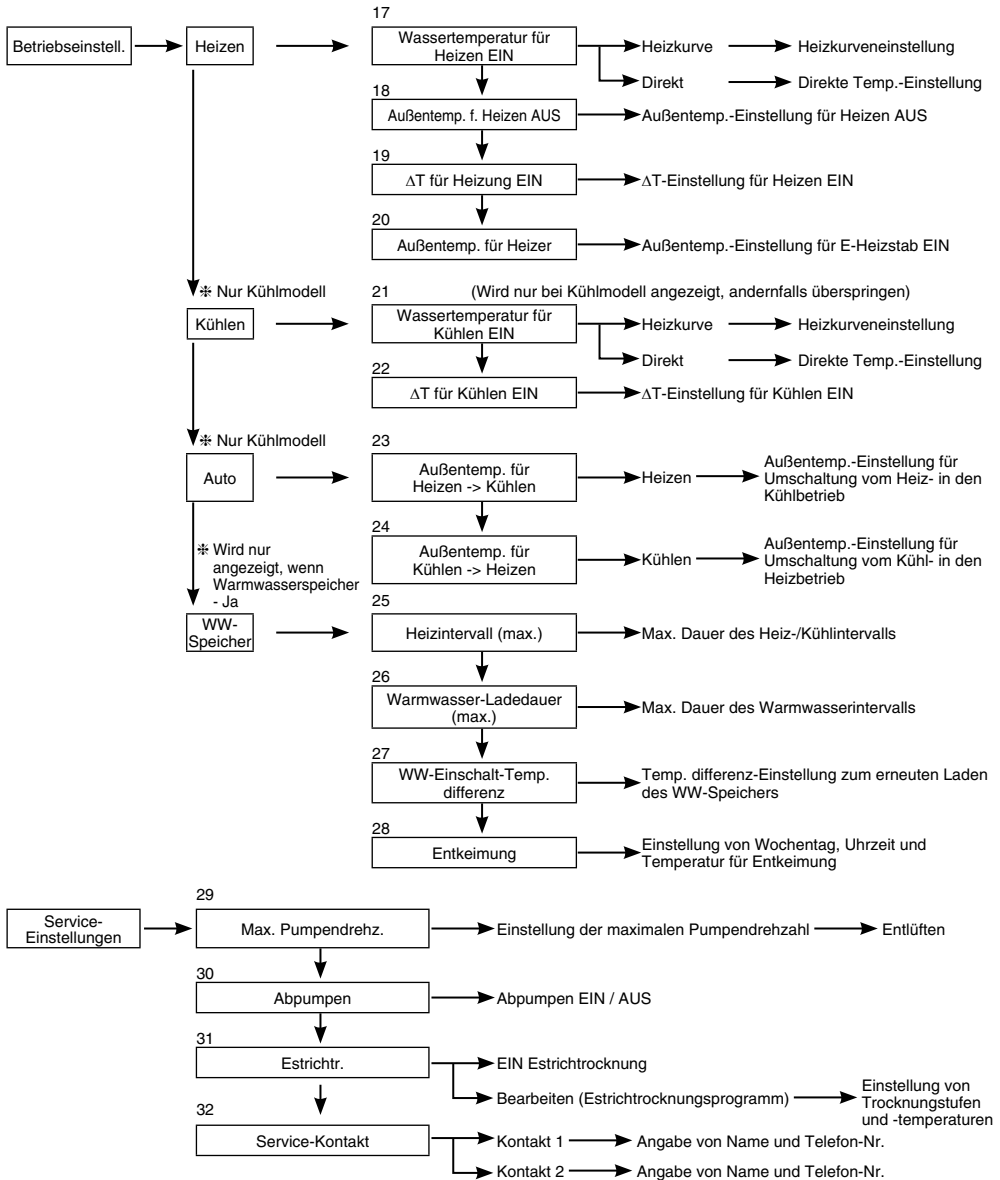 17
Betriebseinstell.
Heizen
Wassertemperatur für
Heizen EIN
Heizkurve
Heizkurveneinstellung
Direkt
Direkte Temp.-Einstellung
18
Außentemp. f. Heizen AUS
Außentemp.-Einstellung für Heizen AUS
19
ΔT für Heizung EIN
ΔT-Einstellung für Heizen EIN
20
Außentemp. für Heizer
Außentemp.-Einstellung für E-Heizstab EIN
❉ Nur Kühlmodell
21
(Wird nur bei Kühlmodell angezeigt, andernfalls überspringen)
Kühlen
Wassertemperatur für
Kühlen EIN
Heizkurve
Heizkurveneinstellung
Direkt
Direkte Temp.-Einstellung
22
ΔT für Kühlen EIN
ΔT-Einstellung für Kühlen EIN
❉ Nur Kühlmodell
23
Auto
Außentemp. für
Heizen -> Kühlen
Heizen
Außentemp.-Einstellung für
Umschaltung vom Heiz- in den
Kühlbetrieb
24
Außentemp. für
Kühlen -> Heizen
Kühlen
Außentemp.-Einstellung für
Umschaltung vom Kühl- in den
Heizbetrieb
❉ Wird nur
angezeigt, wenn
Warmwasserspeicher
- Ja
25
WW-
Speicher
Heizintervall (max.)
Max. Dauer des Heiz-/Kühlintervalls
26
Warmwasser-Ladedauer
(max.)
Max. Dauer des Warmwasserintervalls
27
WW-Einschalt-Temp.
differenz
Temp. differenz-Einstellung zum erneuten Laden
des WW-Speichers
28
Entkeimung
Einstellung von Wochentag, Uhrzeit und
Temperatur für Entkeimung
29
Service-
Einstellungen
Max. Pumpendrehz.
Einstellung der maximalen Pumpendrehzahl
Entlüften
30
Abpumpen
Abpumpen EIN / AUS
31
Estrichtr.
EIN Estrichtrocknung
Bearbeiten (Estrichtrocknungsprogramm)
Einstellung von
Trocknungstufen
und -temperaturen
32
Service-Kontakt
Kontakt 1
Angabe von Name und Telefon-Nr.
Kontakt 2
Angabe von Name und Telefon-Nr.